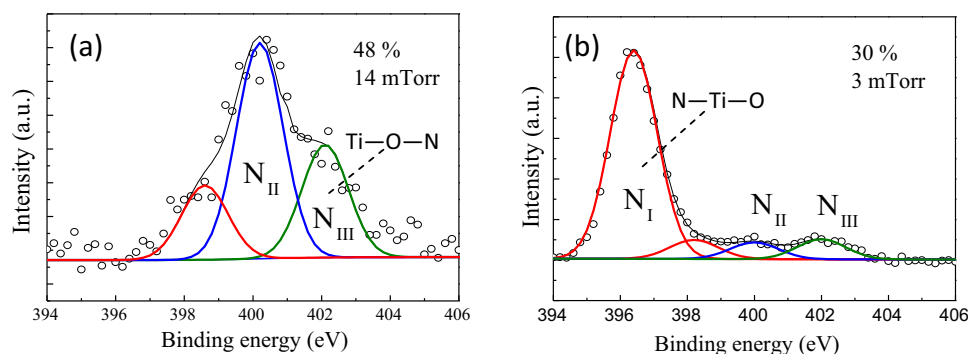 (a)
48 %
14 mTorr
Ti—O—N
N_II
N_III
Intensity (a.u.)
394 396 398 400 402 404 406
Binding energy (eV)
(b)
30 %
3 mTorr
N—Ti—O
N_I
N_II
N_III
Intensity (a.u.)
394 396 398 400 402 404 406
Binding energy (eV)